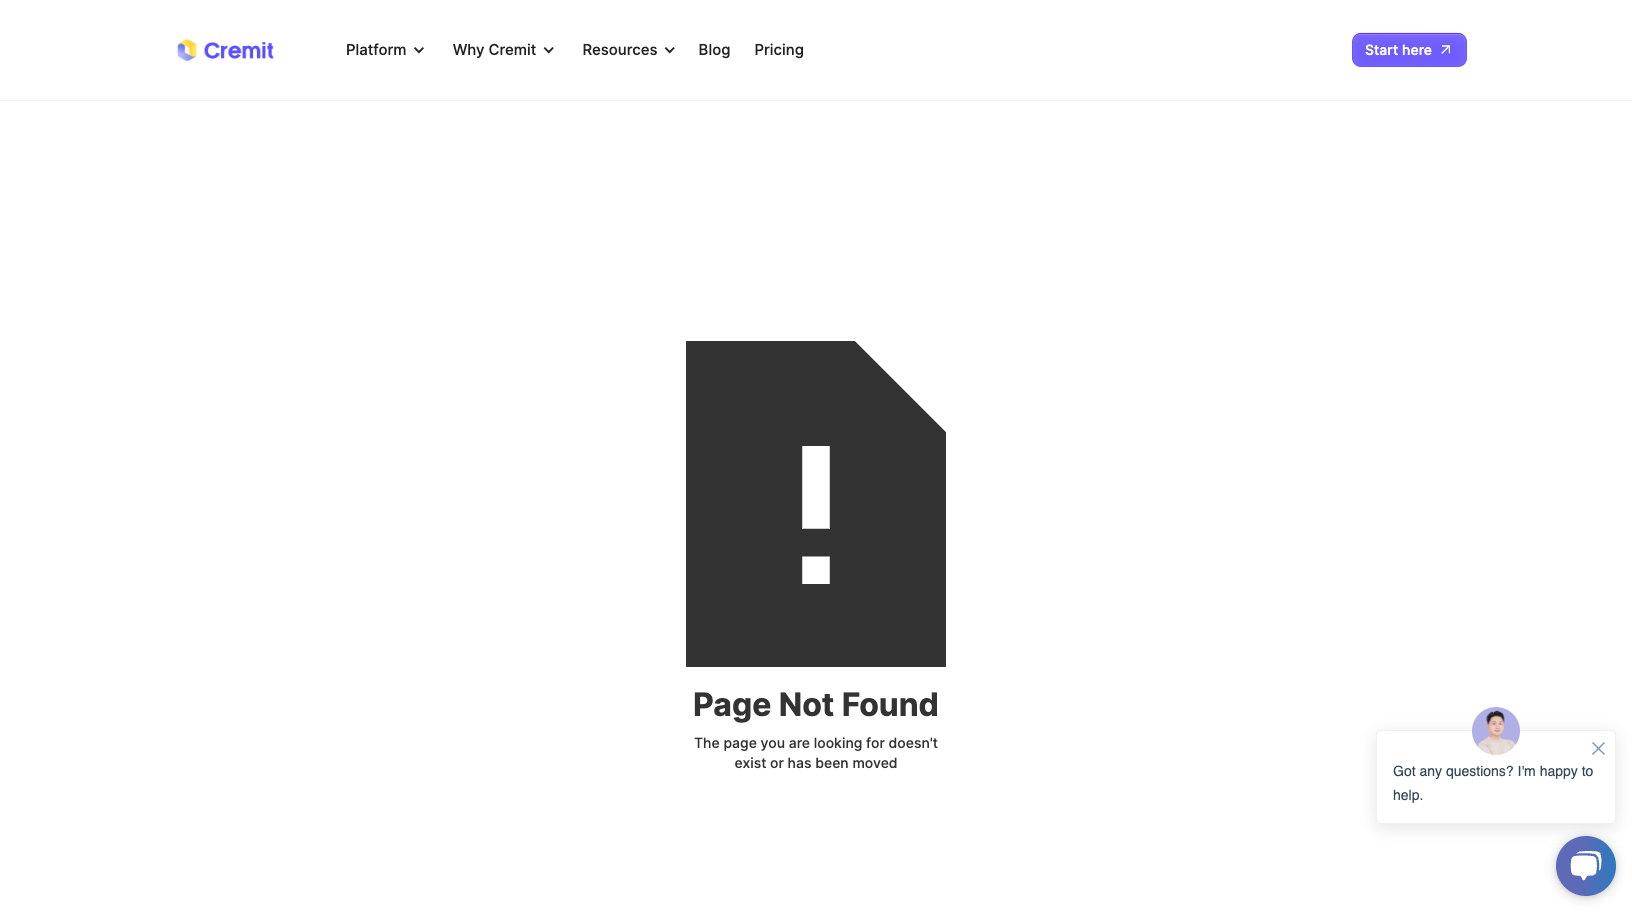 Cremit
Platform
Why Cremit
Resources
Blog
Pricing
Start here
!
Page Not Found
The page you are looking for doesn't
exist or has been moved
Got any questions? I'm happy to
help.